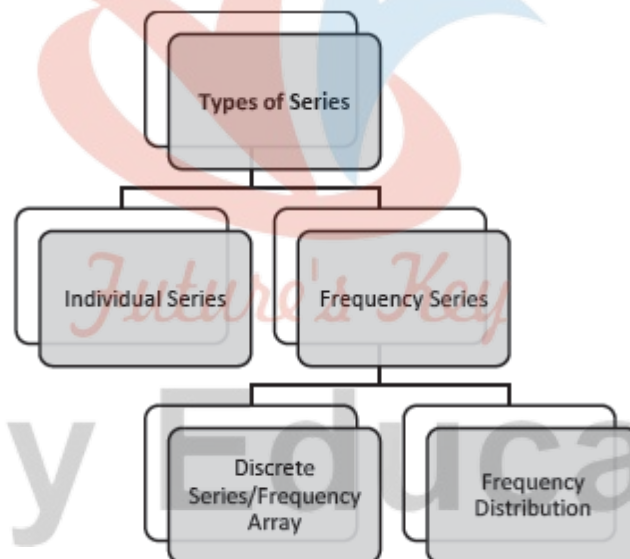 Types of Series
Individual Series
Frequency Series
Future's Key
Discrete
Series/Frequency
Array
Frequency
Distribution
y Educa